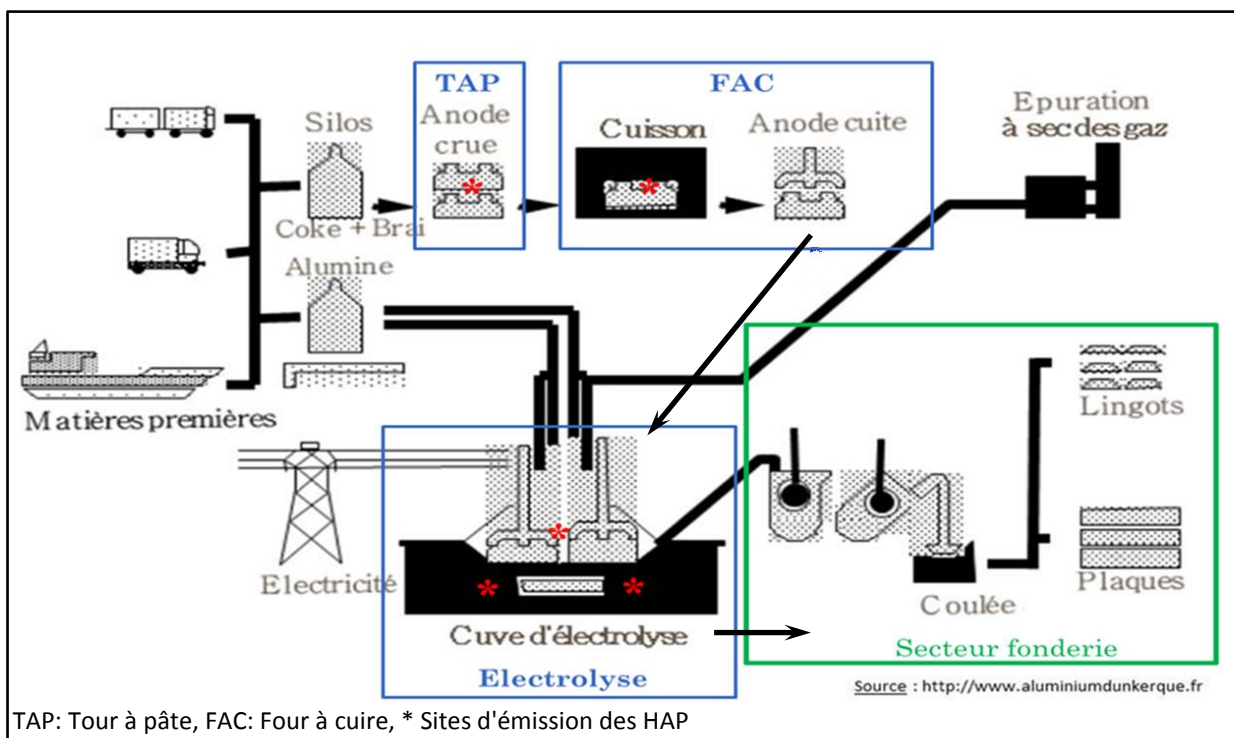 TAP
Anode
crue
FAC
Cuisson
Anode cuite
Epuration
à sec des gaz
Silos
Coke + Brai
Alumine
Matières premières
Electricité
Cuve d'électrolyse
Electrolyse
Lingots
Plaques
Coulée
Secteur fonderie
Source : http://www.aluminiumdunkerque.fr
TAP: Tour à pâte, FAC: Four à cuire, * Sites d'émission des HAP